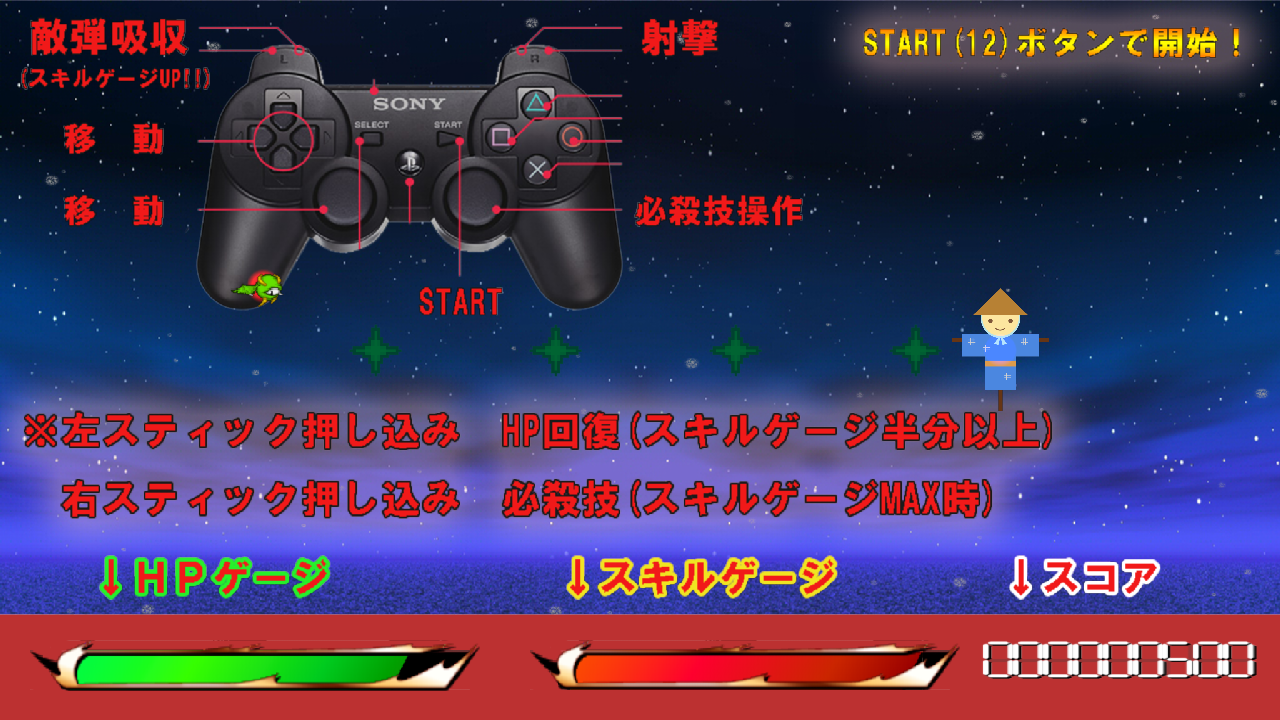 敵弾吸収
(スキルゲージUP!!)
移 動
移 動
L
R
SONY
SELECT
START
射撃
必殺技操作
START
START(12)ボタンで開始!
※左スティック押し込み HP回復(スキルゲージ半分以上)
右スティック押し込み 必殺技(スキルゲージMAX時)
↓HPゲージ
↓スキルゲージ
↓スコア
000000500